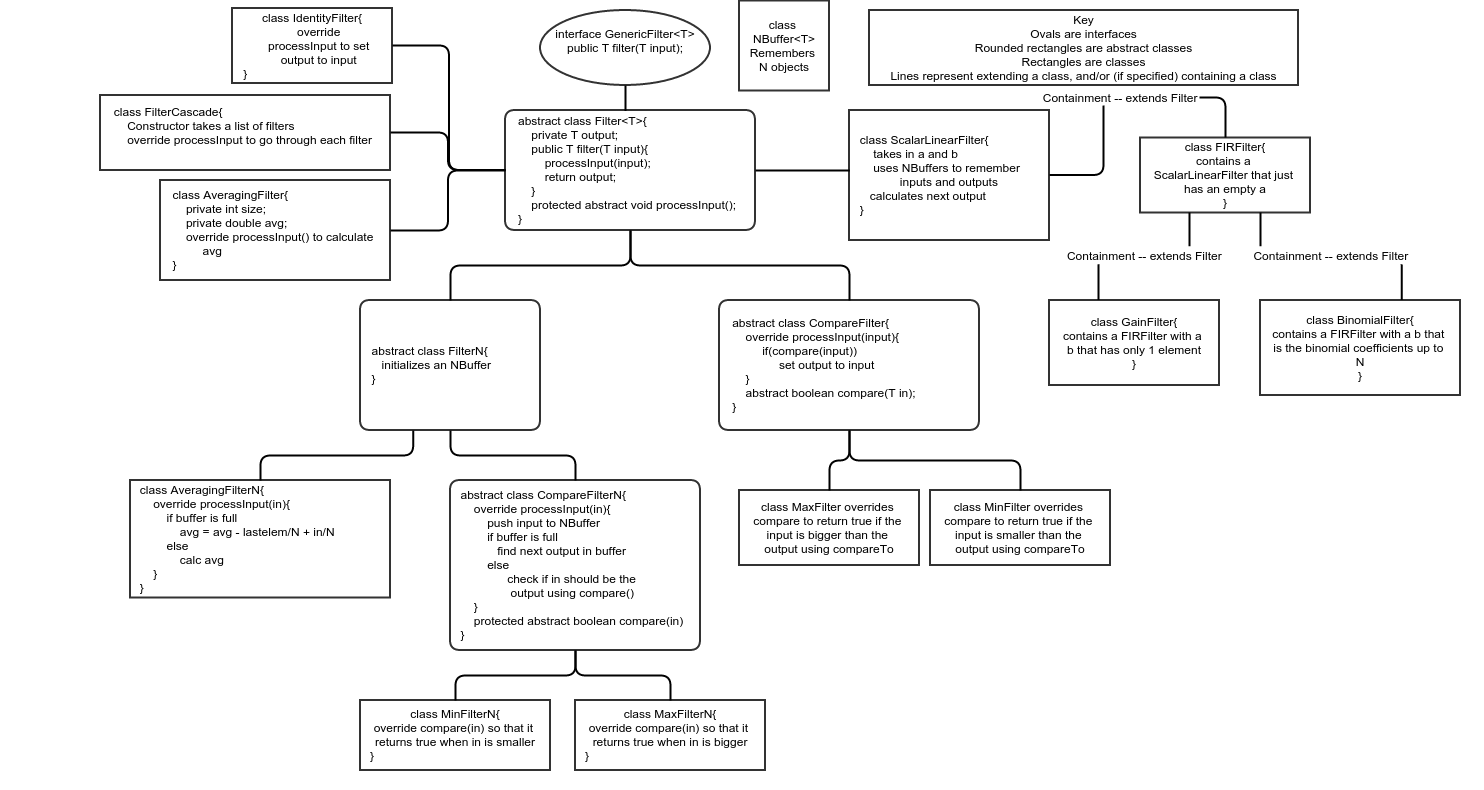 class IdentityFilter{
override
processInput to set
output to input
}
interface GenericFilter<T>
public T filter(T input);
class
NBuffer<T>
Remembers
N objects
Key
Ovals are interfaces
Rounded rectangles are abstract classes
Rectangles are classes
Lines represent extending a class, and/or (if specified) containing a class
class FilterCascade{
Constructor takes a list of filters
override processInput to go through each filter
abstract class Filter<T>{
private T output;
public T filter(T input){
processInput(input);
return output;
}
protected abstract void processInput();
}
class ScalarLinearFilter{
takes in a and b
uses NBuffers to remember
inputs and outputs
calculates next output
}
Containment -- extends Filter
class FIRFilter{
contains a
ScalarLinearFilter that just
has an empty a
}
class AveragingFilter{
private int size;
private double avg;
override processInput() to calculate
avg
}
Containment -- extends Filter
Containment -- extends Filter
abstract class FilterN{
initializes an NBuffer
}
abstract class CompareFilter{
override processInput(input){
if(compare(input))
set output to input
}
abstract boolean compare(T in);
}
class GainFilter{
contains a FIRFilter with a
b that has only 1 element
}
class BinomialFilter{
contains a FIRFilter with a b that
is the binomial coefficients up to
N
}
class AveragingFilterN{
override processInput(in){
if buffer is full
avg = avg - lastelem/N + in/N
else
calc avg
}
}
abstract class CompareFilterN{
override processInput(in){
push input to NBuffer
if buffer is full
find next output in buffer
else
check if in should be the
output using compare()
}
protected abstract boolean compare(in)
}
class MaxFilter overrides
compare to return true if the
input is bigger than the
output using compareTo
class MinFilter overrides
compare to return true if the
input is smaller than the
output using compareTo
class MinFilterN{
override compare(in) so that it
returns true when in is smaller
}
class MaxFilterN{
override compare(in) so that it
returns true when in is bigger
}